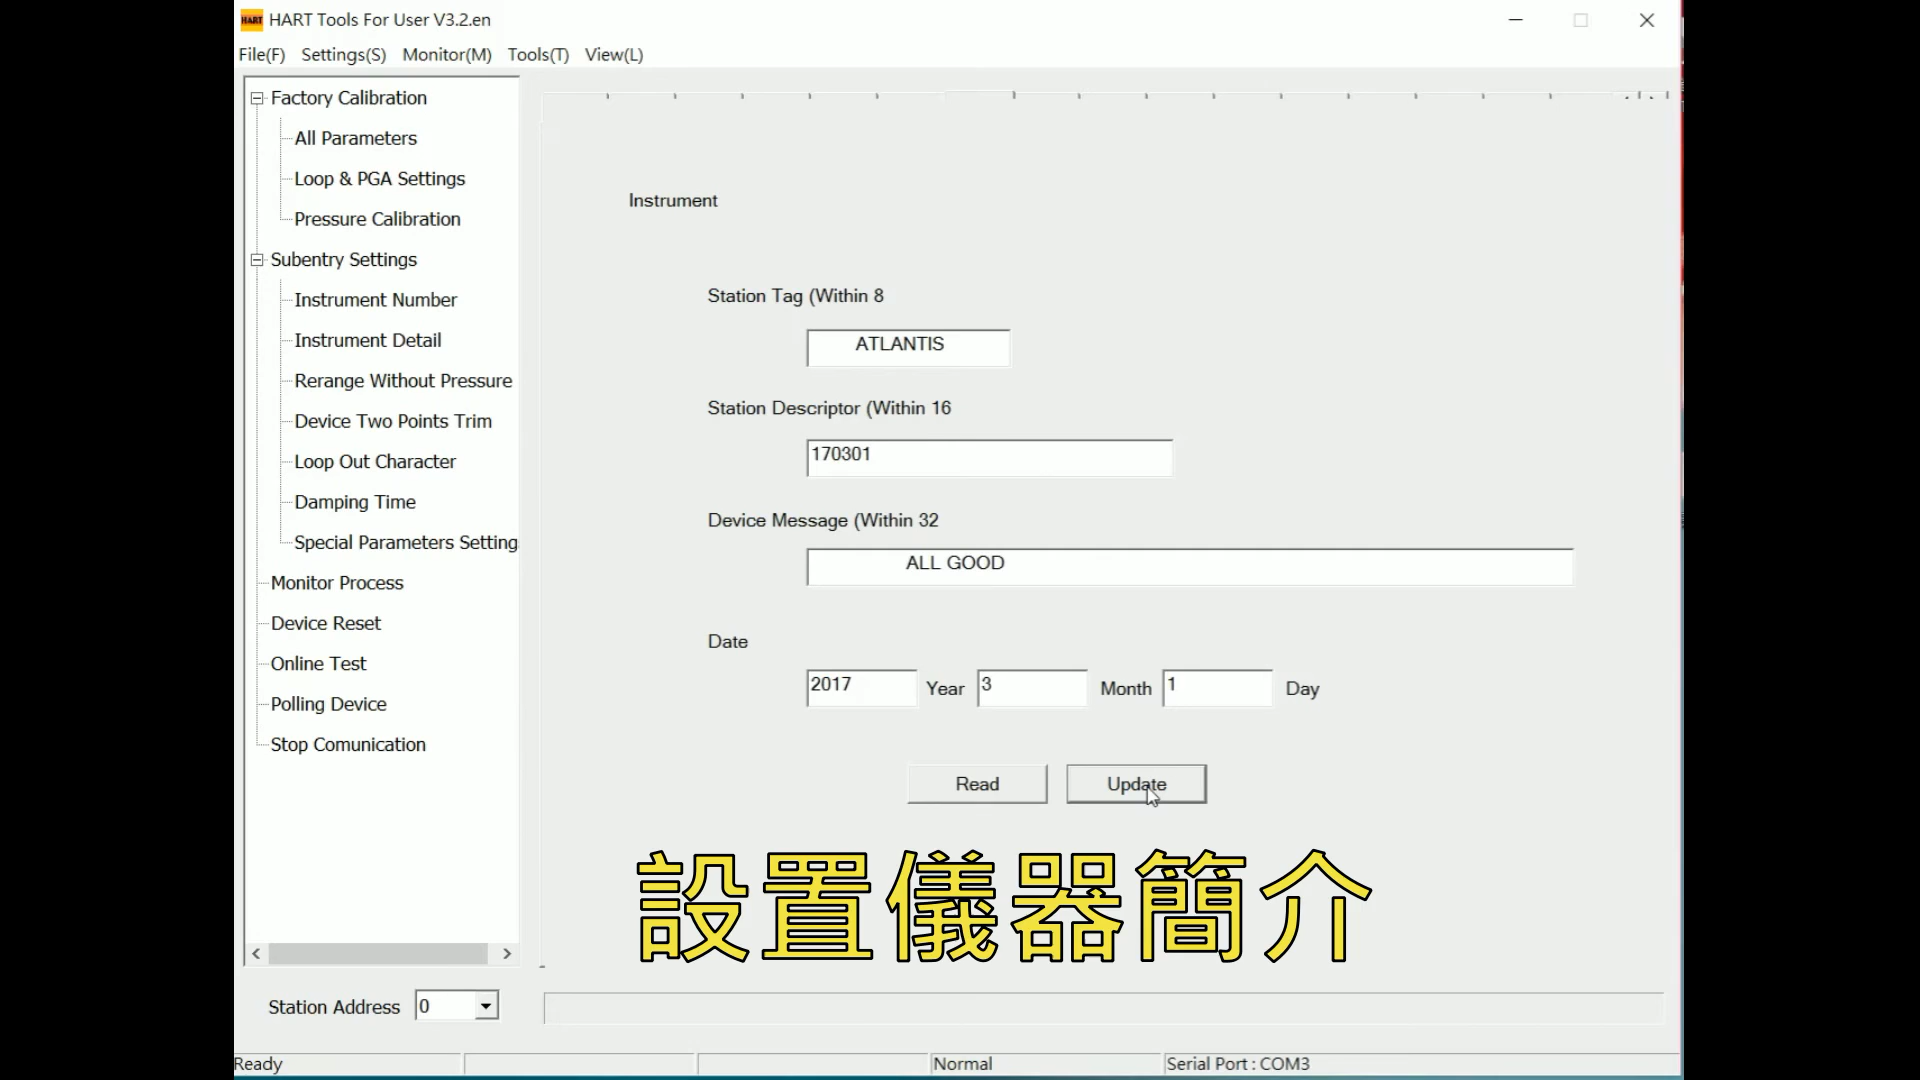 HART HART Tools For User V3.2.en
File(F) Settings(S) Monitor(M) Tools(T) View(L)
Factory Calibration
All Parameters
Loop & PGA Settings
Pressure Calibration
Subentry Settings
Instrument Number
Instrument Detail
Rerange Without Pressure
Device Two Points Trim
Loop Out Character
Damping Time
Special Parameters Setting
Monitor Process
Device Reset
Online Test
Polling Device
Stop Comunication
Station Address 0
Instrument
Station Tag (Within 8
ATLANTIS
Station Descriptor (Within 16
170301
Device Message (Within 32
ALL GOOD
Date
2017 Year 3 Month 1 Day
Read Update
設置儀器簡介
Ready Normal Serial Port : COM3